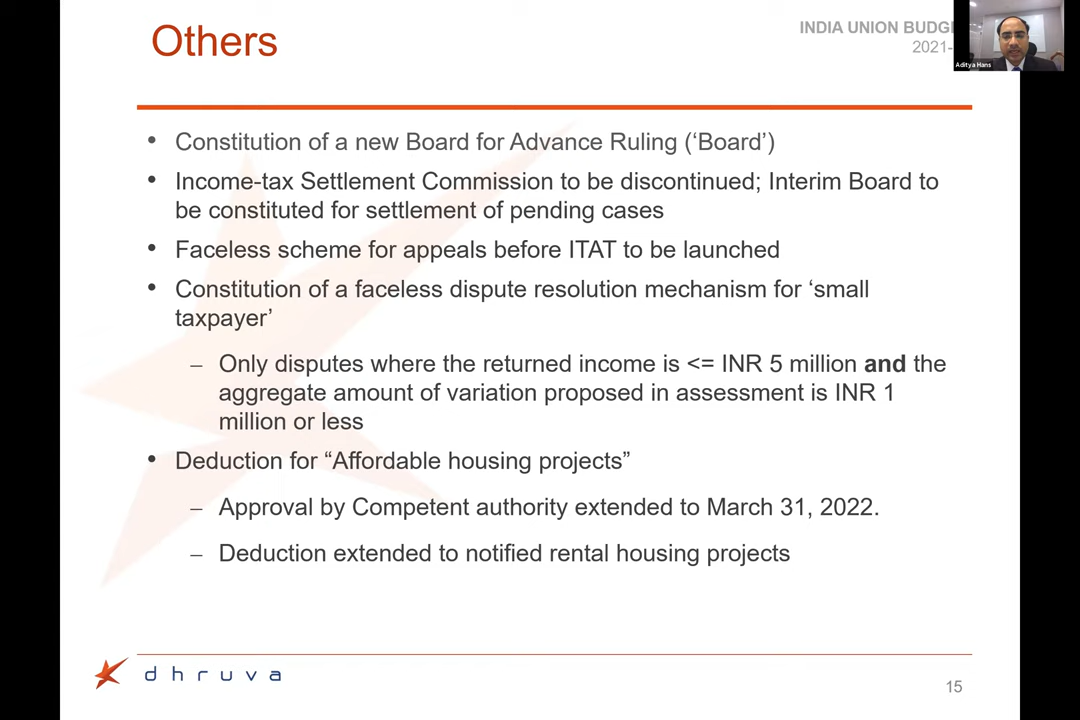 Others
INDIA UNION BUDG
2021-
Aditya Hans
• Constitution of a new Board for Advance Ruling (‘Board’)
• Income-tax Settlement Commission to be discontinued; Interim Board to
be constituted for settlement of pending cases
• Faceless scheme for appeals before ITAT to be launched
• Constitution of a faceless dispute resolution mechanism for ‘small
taxpayer’
– Only disputes where the returned income is <= INR 5 million and the
aggregate amount of variation proposed in assessment is INR 1
million or less
• Deduction for “Affordable housing projects”
– Approval by Competent authority extended to March 31, 2022.
– Deduction extended to notified rental housing projects
dhruva
15